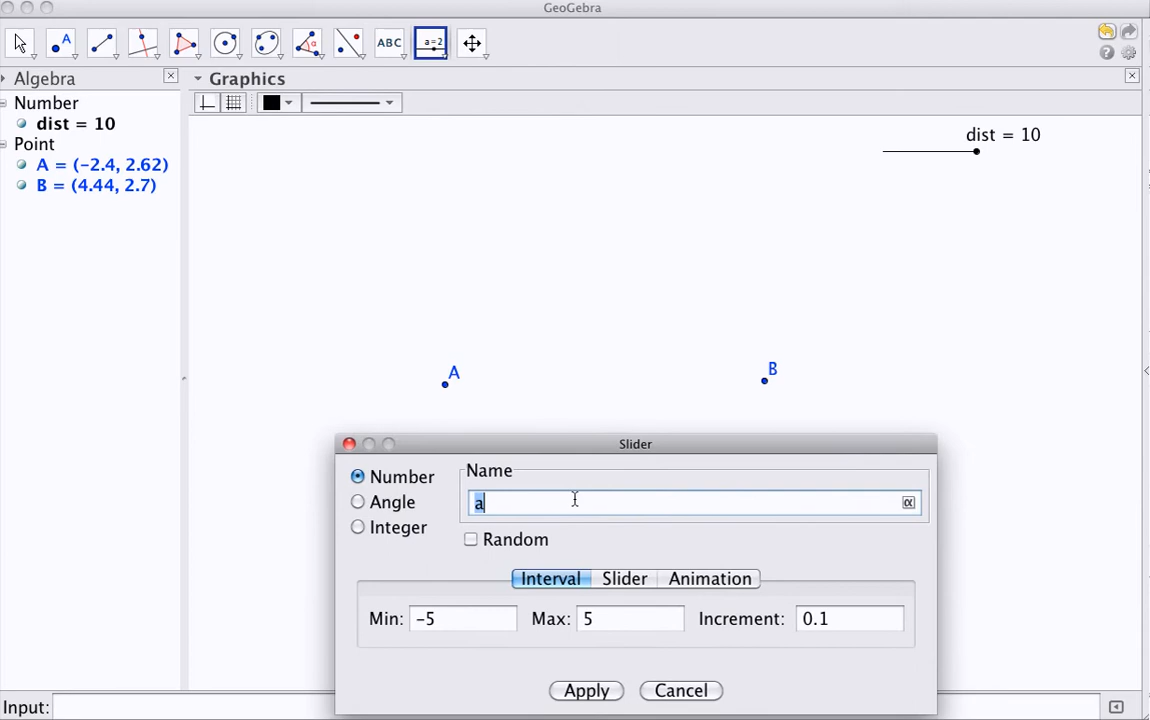 GeoGebra
A
ABC
a=2
α
?
Algebra
Graphics
Number
dist = 10
Point
A = (-2.4, 2.62)
B = (4.44, 2.7)
dist = 10
A
B
Slider
Number
Angle
Integer
Name
a
α
Random
Interval Slider Animation
Min: -5 Max: 5 Increment: 0.1
Apply Cancel
Input: